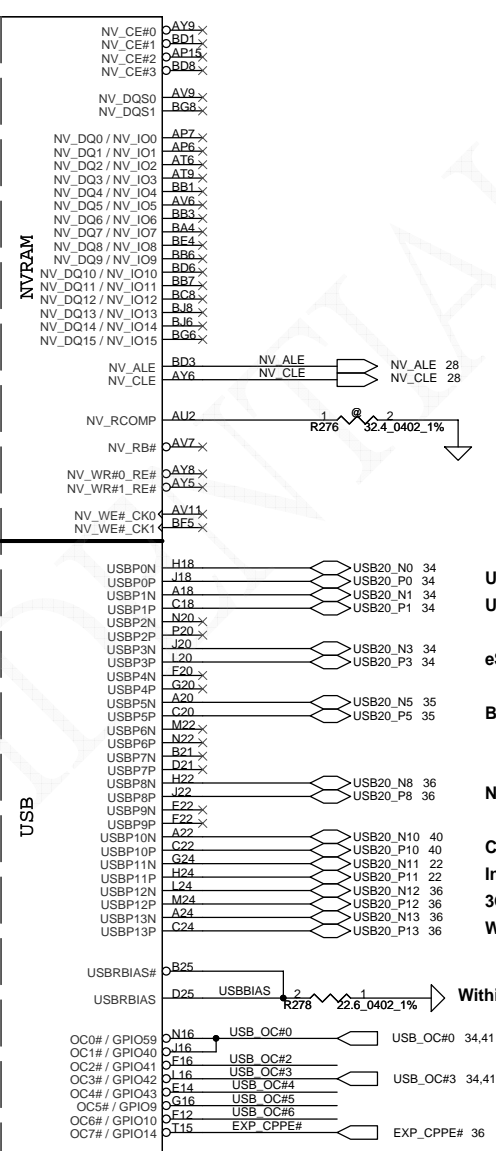 NV_CE#0 AY9
NV_CE#1 BD1
NV_CE#2 AP15
NV_CE#3 BD8
NV_DQS0 AV9
NV_DQS1 BG8
NV_DQ0 / NV_IO0 AP7
NV_DQ1 / NV_IO1 AP6
NV_DQ2 / NV_IO2 AT6
NV_DQ3 / NV_IO3 AT9
NV_DQ4 / NV_IO4 BB1
NV_DQ5 / NV_IO5 AV6
NV_DQ6 / NV_IO6 BB3
NV_DQ7 / NV_IO7 BA4
NV_DQ8 / NV_IO8 BE4
NV_DQ9 / NV_IO9 BB6
NV_DQ10 / NV_IO10 BD6
NV_DQ11 / NV_IO11 BB7
NV_DQ12 / NV_IO12 BC8
NV_DQ13 / NV_IO13 BJ8
NV_DQ14 / NV_IO14 BJ6
NV_DQ15 / NV_IO15 BG6
NVRAM
NV_ALE BD3 NV_ALE NV_ALE 28
NV_CLE AY6 NV_CLE NV_CLE 28
NV_RCOMP AU2 1 @ 2
R276 32.4_0402_1%
NV_RB# AV7
NV_WR#0_RE# AY8
NV_WR#1_RE# AY5
NV_WE#_CK0 AV11
NV_WE#_CK1 BF5
USBP0N H18 USB20_N0 34
USBP0P J18 USB20_P0 34 U
USBP1N A18 USB20_N1 34
USBP1P C18 USB20_P1 34 U
USBP2N N20
USBP2P P20
USBP3N J20 USB20_N3 34
USBP3P L20 USB20_P3 34 eS
USBP4N F20
USBP4P G20
USBP5N A20 USB20_N5 35
USBP5P C20 USB20_P5 35 B
USBP6N M22
USBP6P N22
USBP7N B21
USBP7P D21
USBP8N H22 USB20_N8 36
USBP8P J22 USB20_P8 36 N
USBP9N E22
USBP9P F22
USB
USBP10N A22 USB20_N10 40
USBP10P C22 USB20_P10 40 C
USBP11N G24 USB20_N11 22
USBP11P H24 USB20_P11 22 In
USBP12N L24 USB20_N12 36
USBP12P M24 USB20_P12 36 3G
USBP13N A24 USB20_N13 36
USBP13P C24 USB20_P13 36 W
USBRBIAS# B25
USBRBIAS D25 USBBIAS 2 1 Withi
R278 22.6_0402_1%
OC0# / GPIO59 N16 USB_OC#0 USB_OC#0 34,41
OC1# / GPIO40 J16
OC2# / GPIO41 F16 USB_OC#2
OC3# / GPIO42 L16 USB_OC#3 USB_OC#3 34,41
OC4# / GPIO43 E14 USB_OC#4
OC5# / GPIO9 G16 USB_OC#5
OC6# / GPIO10 F12 USB_OC#6
OC7# / GPIO14 T15 EXP_CPPE# EXP_CPPE# 36